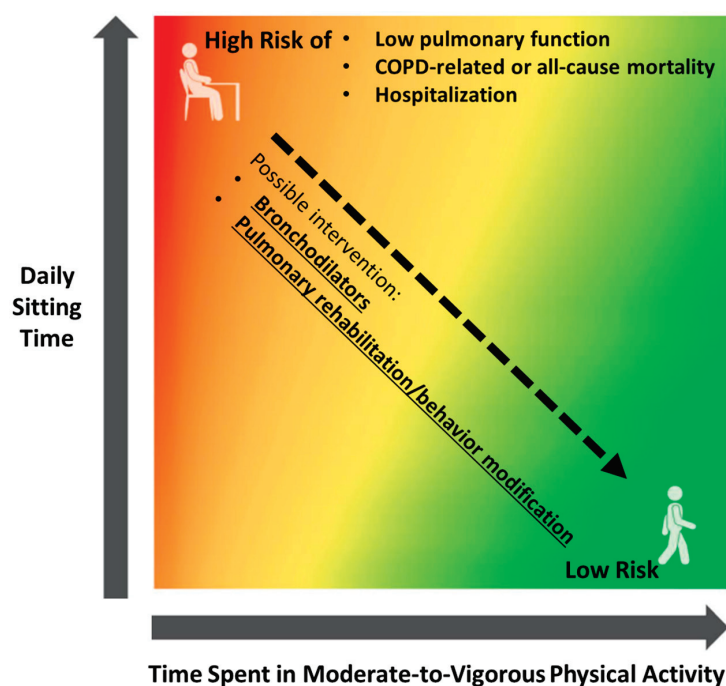 High Risk of
• Low pulmonary function
• COPD-related or all-cause mortality
• Hospitalization
Possible intervention:
• Bronchodilators
• Pulmonary rehabilitation/behavior modification
Daily
Sitting
Time
Low Risk
Time Spent in Moderate-to-Vigorous Physical Activity